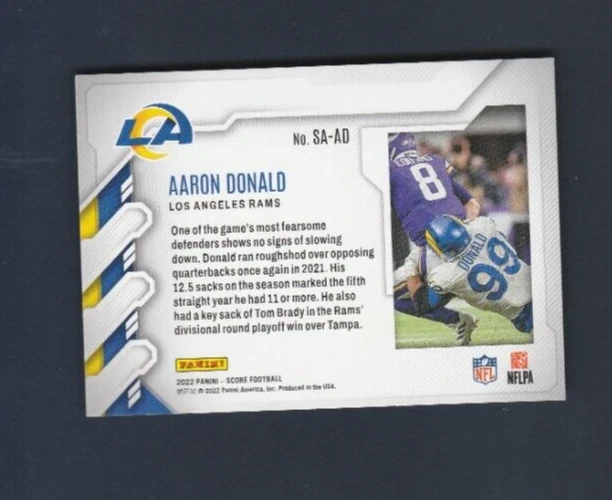 LA
No. SA-AD
AARON DONALD
LOS ANGELES RAMS
One of the game's most fearsome
defenders shows no signs of slowing
down. Donald ran roughshod over opposing
quarterbacks once again in 2021. His
12.5 sacks on the season marked the fifth
straight year he had 11 or more. He also
had a key sack of Tom Brady in the Rams'
divisional round playoff win over Tampa.
8
DONALD
99
PANINI
2022 PANINI – SCORE FOOTBALL
© 2022 Panini America, Inc. Produced in the USA.
NFL
NFLPA